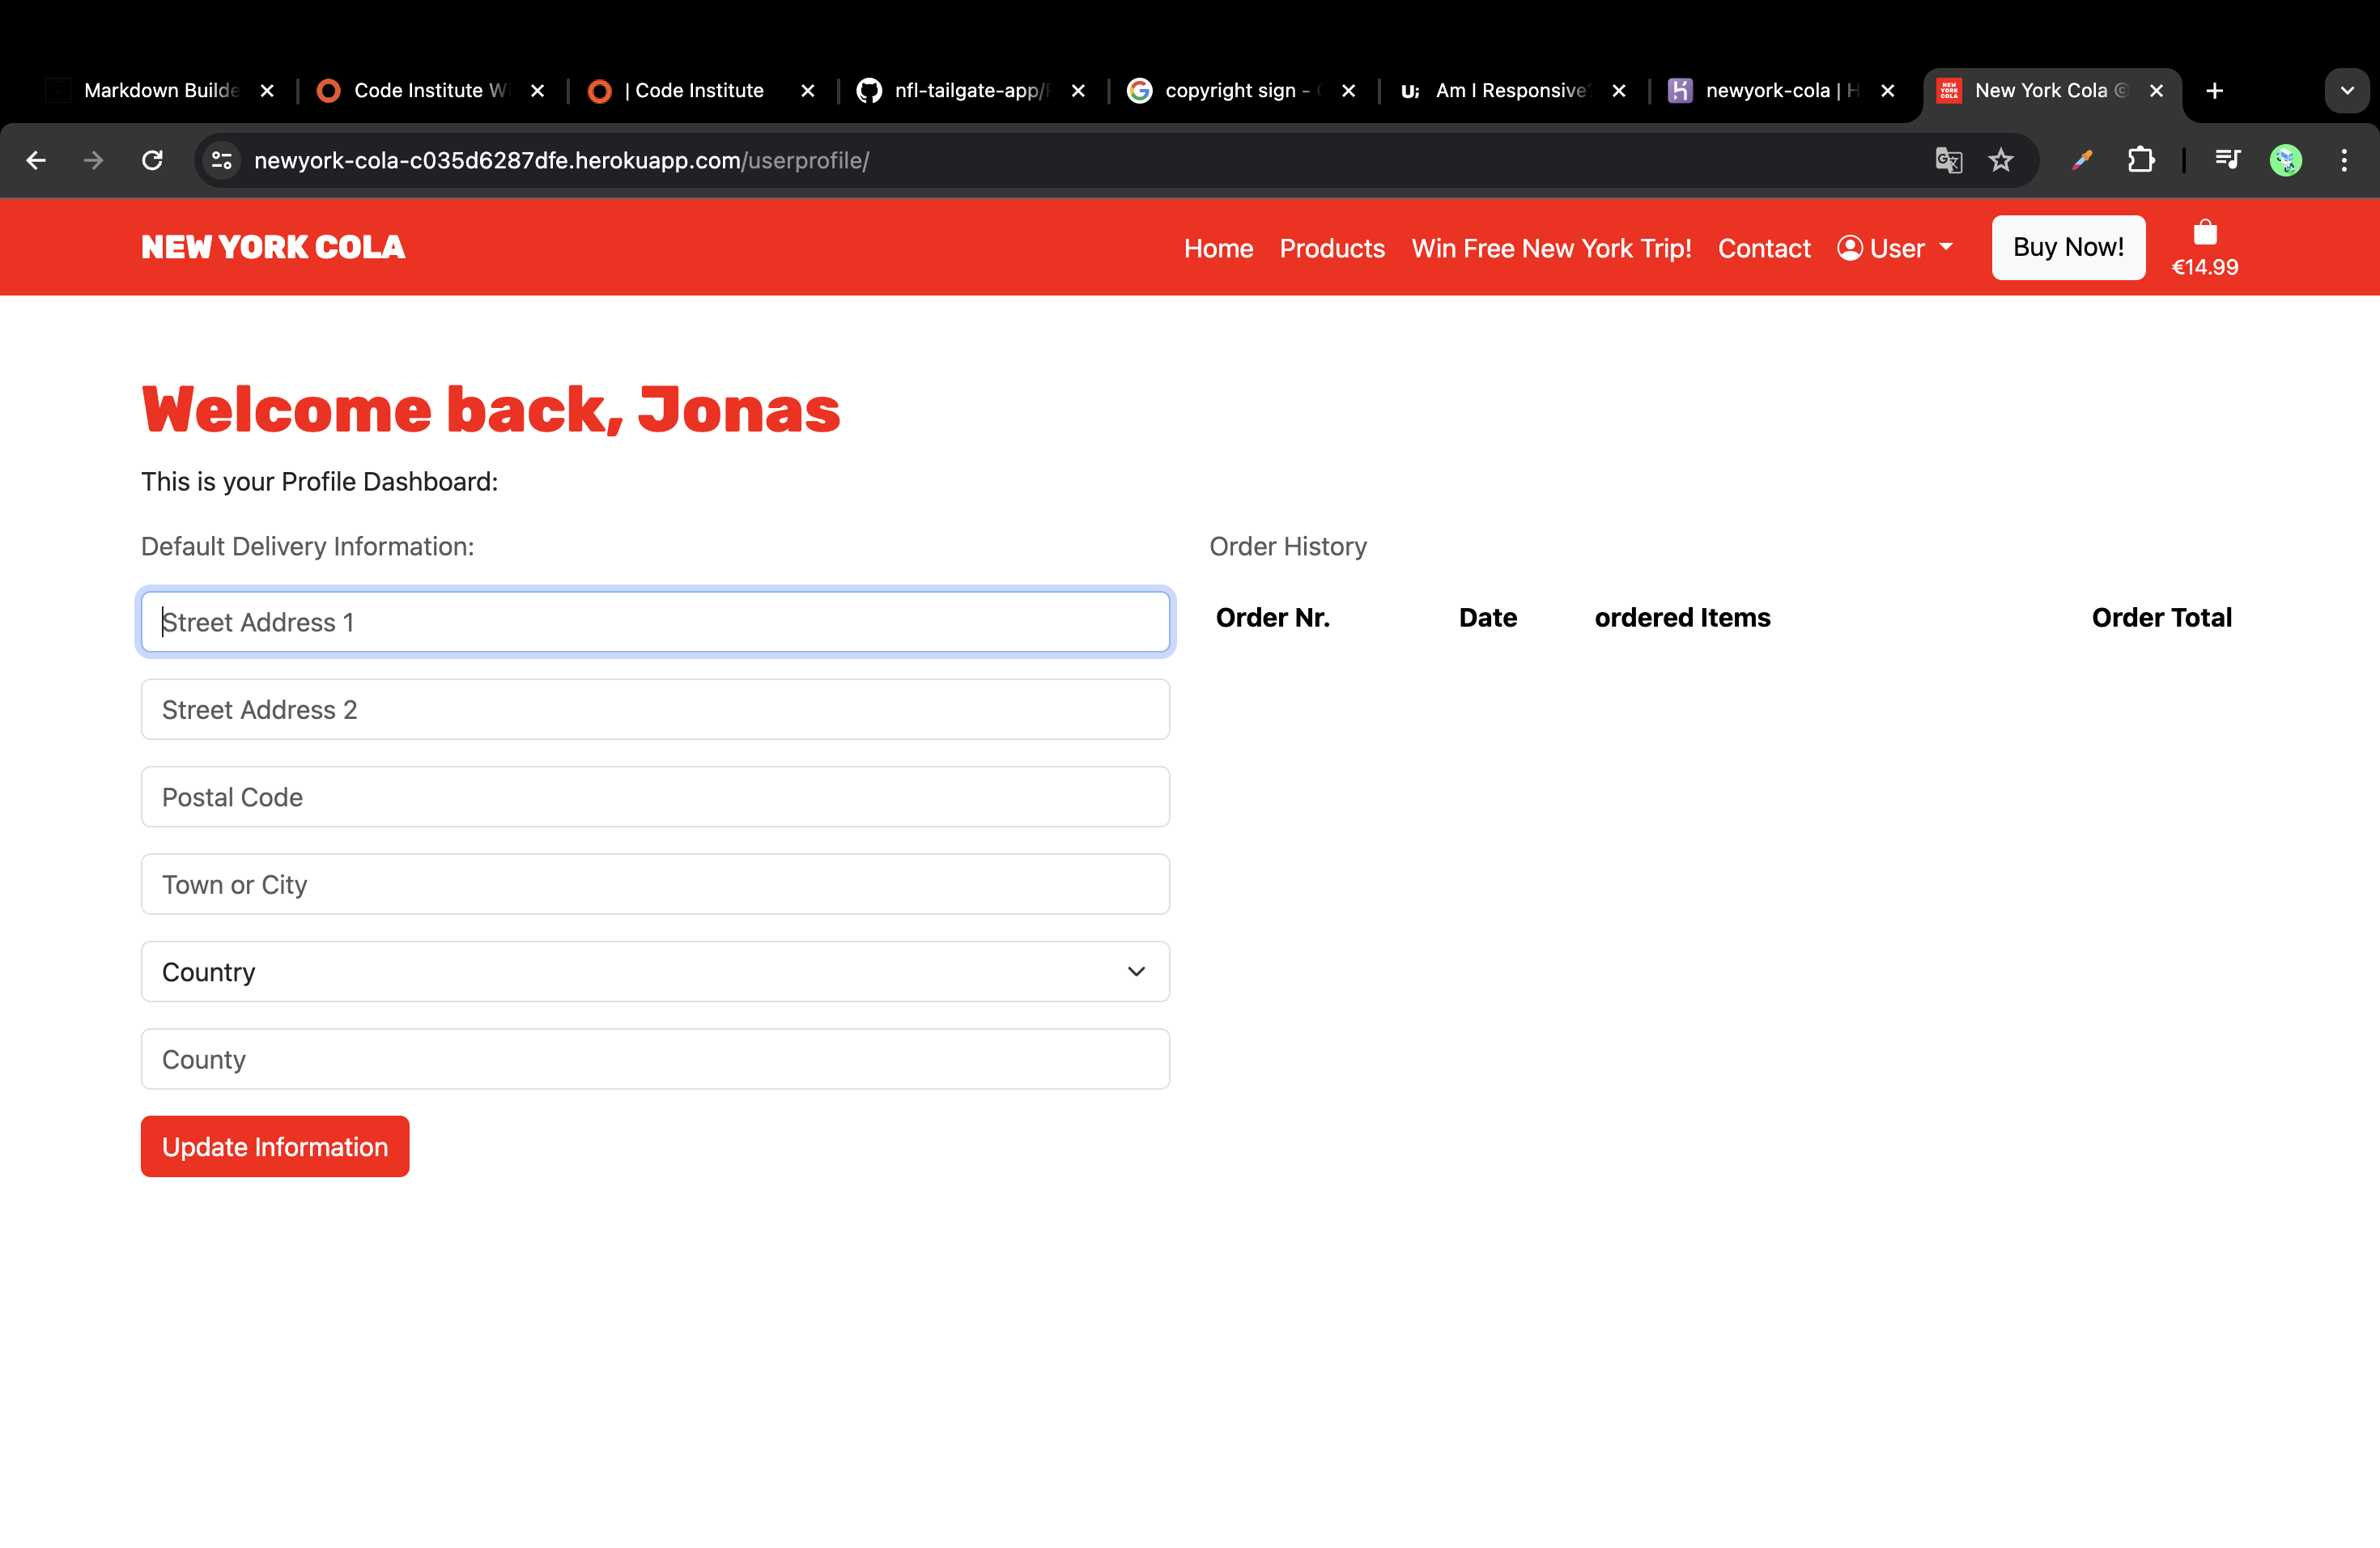 Markdown Builde
Code Institute W
| Code Institute
nfl-tailgate-app/
copyright sign -
Am I Responsive
newyork-cola | H
NEW YORK COLA
New York Cola ©
newyork-cola-c035d6287dfe.herokuapp.com/userprofile/
NEW YORK COLA
Home
Products
Win Free New York Trip!
Contact
User
Buy Now!
€14.99
Welcome back, Jonas
This is your Profile Dashboard:
Default Delivery Information:
Street Address 1
Street Address 2
Postal Code
Town or City
Country
County
Update Information
Order History
Order Nr.
Date
ordered Items
Order Total